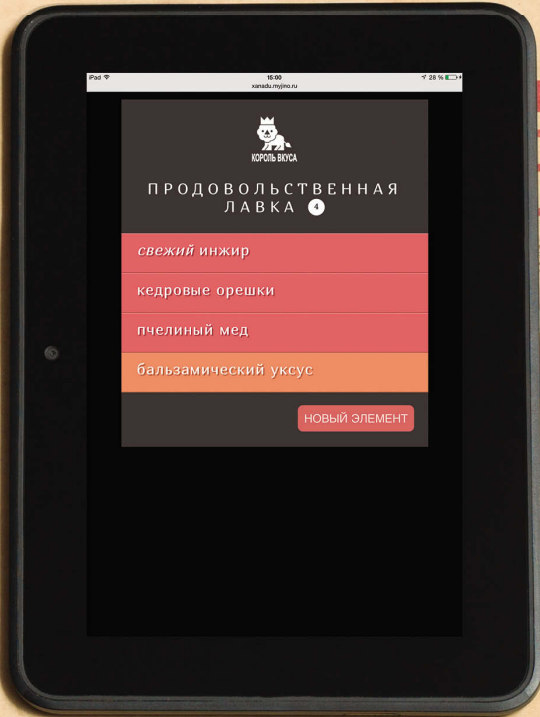 iPad 15:00 28 %
xanadu.myjino.ru
КОРОЛЬ ВКУСА
ПРОДОВОЛЬСТВЕННАЯ
ЛАВКА 4
свежий инжир
кедровые орешки
пчелиный мед
бальзамический уксус
НОВЫЙ ЭЛЕМЕНТ